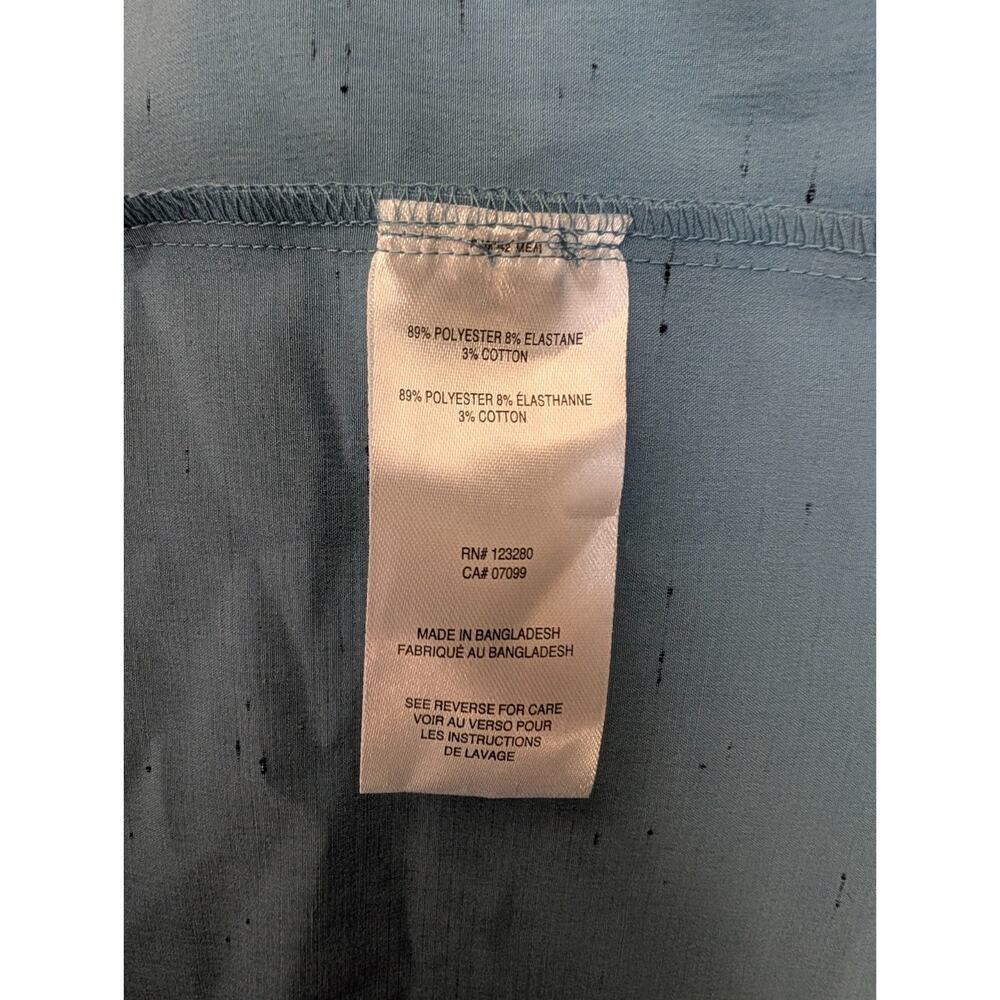 89% POLYESTER 8% ELASTANE
3% COTTON
89% POLYESTER 8% ÉLASTHANNE
3% COTTON
RN# 123280
CA# 07099
MADE IN BANGLADESH
FABRIQUÉ AU BANGLADESH
SEE REVERSE FOR CARE
VOIR AU VERSO POUR
LES INSTRUCTIONS
DE LAVAGE